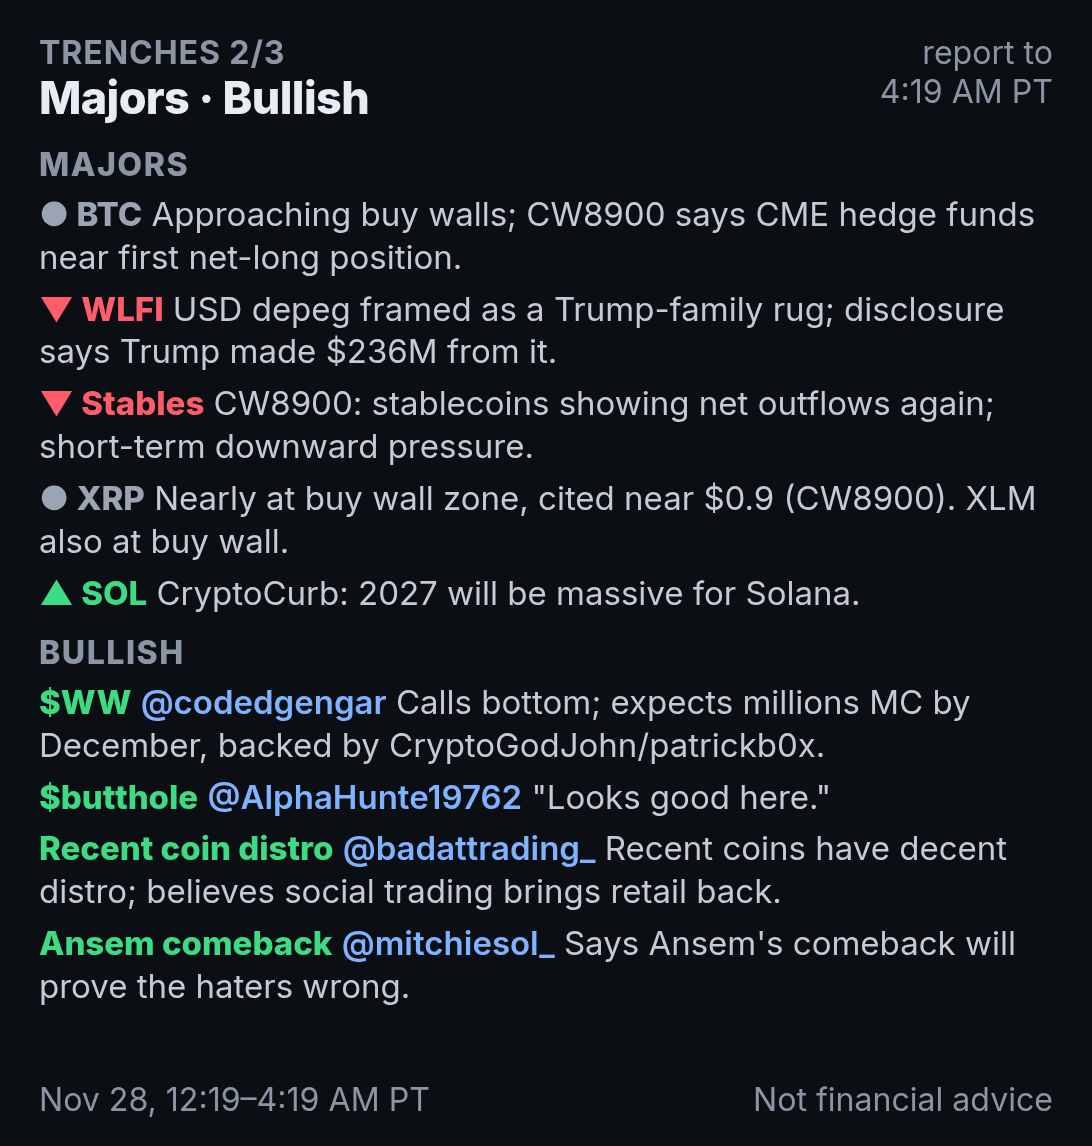 TRENCHES 2/3
report to
Majors · Bullish
4:19 AM PT
MAJORS
● BTC Approaching buy walls; CW8900 says CME hedge funds
near first net-long position.
▼ WLFI USD depeg framed as a Trump-family rug; disclosure
says Trump made $236M from it.
▼ Stables CW8900: stablecoins showing net outflows again;
short-term downward pressure.
● XRP Nearly at buy wall zone, cited near $0.9 (CW8900). XLM
also at buy wall.
▲ SOL CryptoCurb: 2027 will be massive for Solana.
BULLISH
$WW @codedgengar Calls bottom; expects millions MC by
December, backed by CryptoGodJohn/patrickb0x.
$butthole @AlphaHunte19762 "Looks good here."
Recent coin distro @badattrading_ Recent coins have decent
distro; believes social trading brings retail back.
Ansem comeback @mitchiesol_ Says Ansem's comeback will
prove the haters wrong.
Nov 28, 12:19–4:19 AM PT
Not financial advice